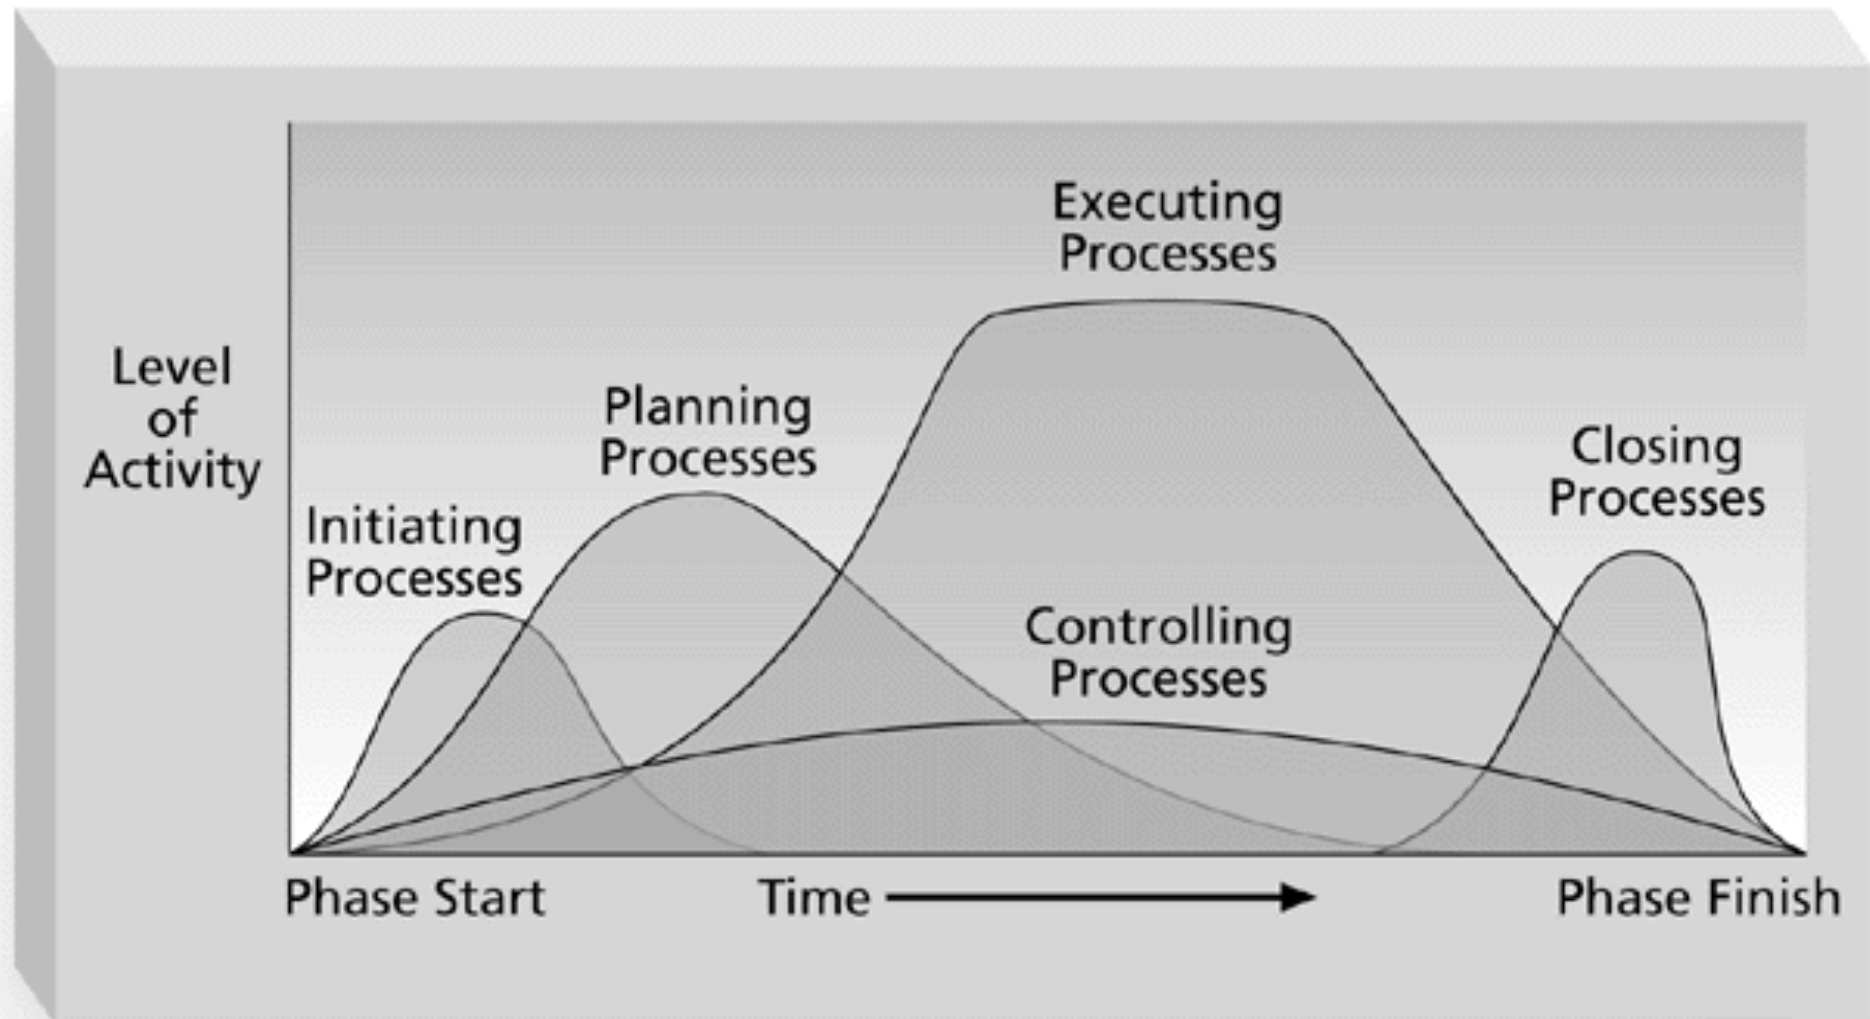 Executing
Processes
Level
of
Activity
Planning
Processes
Closing
Processes
Initiating
Processes
Controlling
Processes
Phase Start
Time
Phase Finish